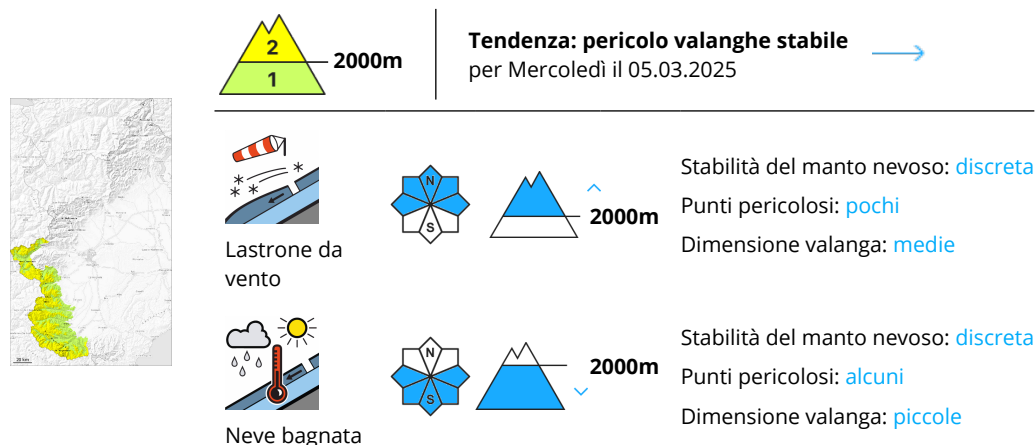 2
1
2000m
Tendenza: pericolo valanghe stabile
per Mercoledì il 05.03.2025
20 km
N
S
2000m
Stabilità del manto nevoso: discreta
Punti pericolosi: pochi
Dimensione valanga: medie
Lastrone da
vento
N
S
2000m
Stabilità del manto nevoso: discreta
Punti pericolosi: alcuni
Dimensione valanga: piccole
Neve bagnata